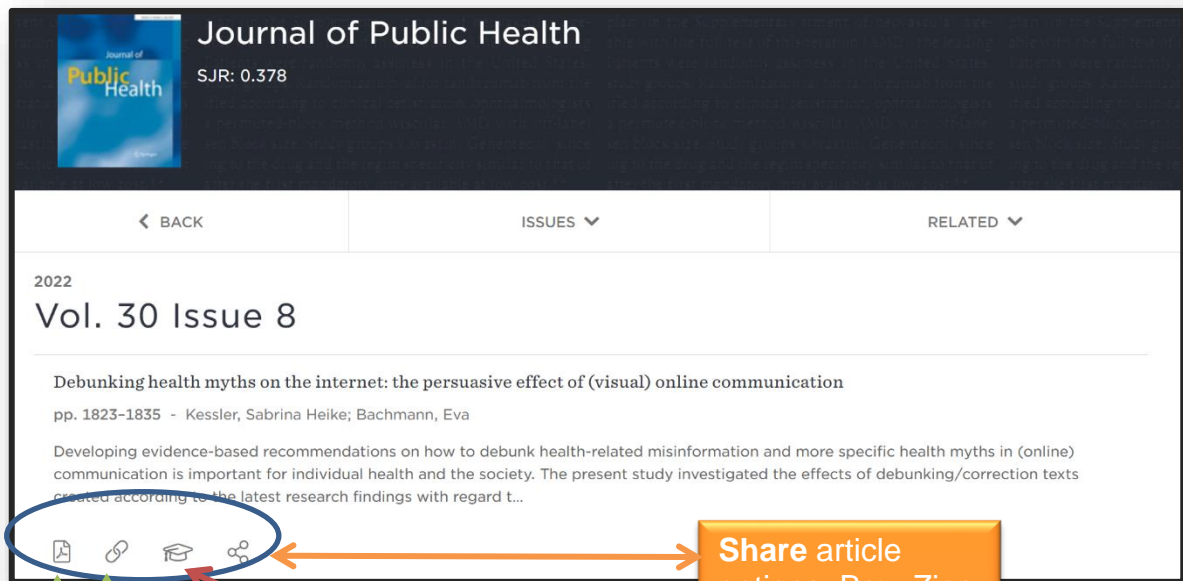 Journal of Public Health
SJR: 0.378
Journal of
Public
Health
BACK
ISSUES
RELATED
2022
Vol. 30 Issue 8
Debunking health myths on the internet: the persuasive effect of (visual) online communication
pp. 1823–1835 - Kessler, Sabrina Heike; Bachmann, Eva
Developing evidence-based recommendations on how to debunk health-related misinformation and more specific health myths in (online)
communication is important for individual health and the society. The present study investigated the effects of debunking/correction texts
created according to the latest research findings with regard t...
Share article